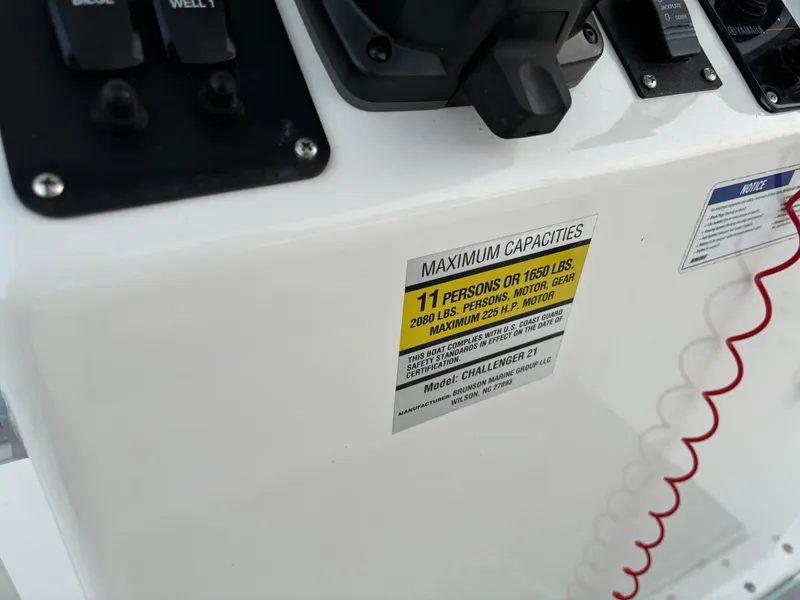 BILGE
WELL 1
JACKPLATE
DOWN
YAMAHA
NOTICE
MAXIMUM CAPACITIES
11 PERSONS OR 1650 LBS.
2080 LBS. PERSONS, MOTOR, GEAR
MAXIMUM 225 H.P. MOTOR
THIS BOAT COMPLIES WITH U.S. COAST GUARD
SAFETY STANDARDS IN EFFECT ON THE DATE OF
CERTIFICATION.
Model: CHALLENGER 21
MANUFACTURER: BRUNSON MARINE GROUP LLC
WILSON, NC 27893